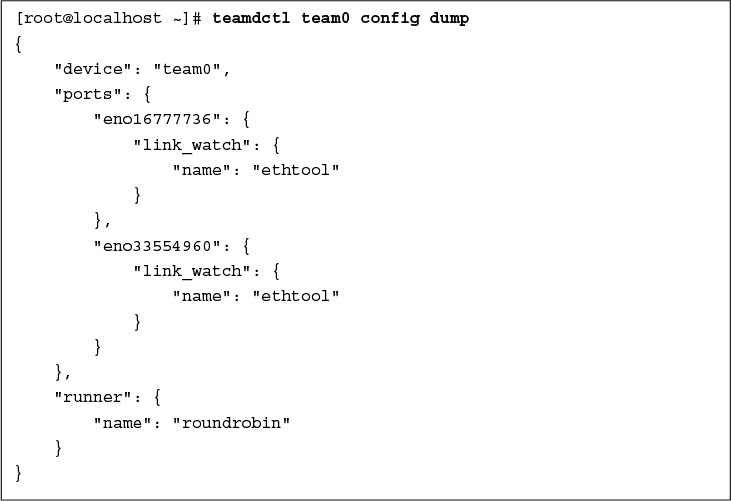 [root@localhost ~]# teamdctl team0 config dump
{
    "device": "team0",
    "ports": {
        "eno16777736": {
            "link_watch": {
                "name": "ethtool"
            }
        },
        "eno33554960": {
            "link_watch": {
                "name": "ethtool"
            }
        }
    },
    "runner": {
        "name": "roundrobin"
    }
}